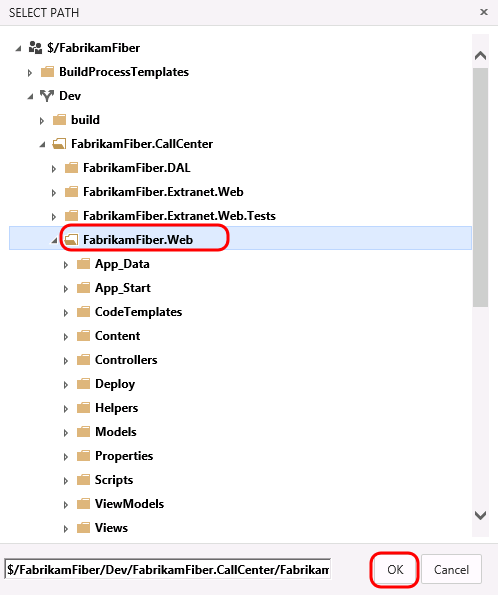 SELECT PATH
$/FabrikamFiber
BuildProcessTemplates
Dev
build
FabrikamFiber.CallCenter
FabrikamFiber.DAL
FabrikamFiber.Extranet.Web
FabrikamFiber.Extranet.Web.Tests
FabrikamFiber.Web
App_Data
App_Start
CodeTemplates
Content
Controllers
Deploy
Helpers
Models
Properties
Scripts
ViewModels
Views
$/FabrikamFiber/Dev/FabrikamFiber.CallCenter/Fabrikam OK Cancel